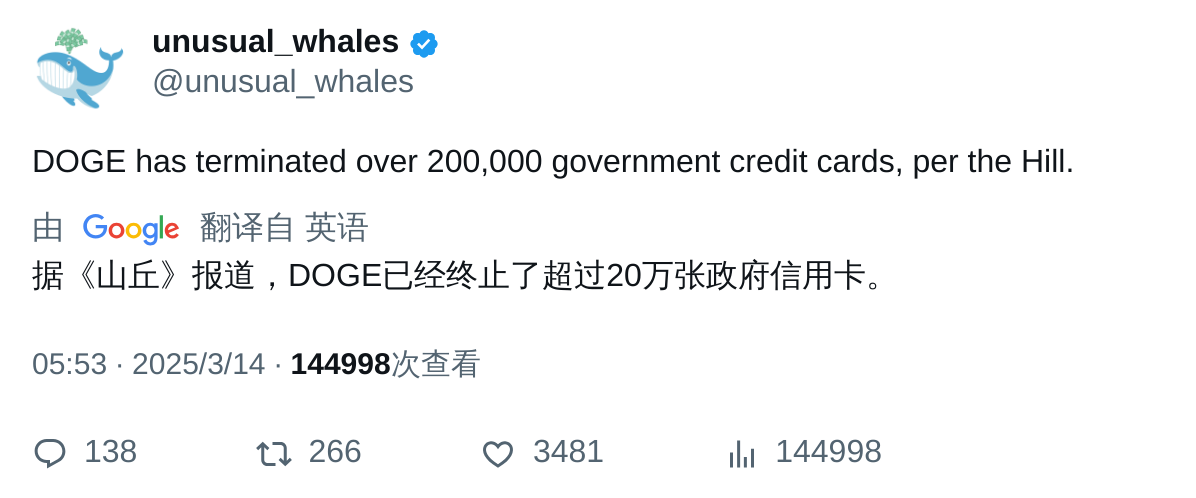 unusual_whales
@unusual_whales
DOGE has terminated over 200,000 government credit cards, per the Hill.
由 Google 翻译自 英语
据《山丘》报道，DOGE已经终止了超过20万张政府信用卡。
05:53 · 2025/3/14 · 144998次查看
138 266 3481 144998